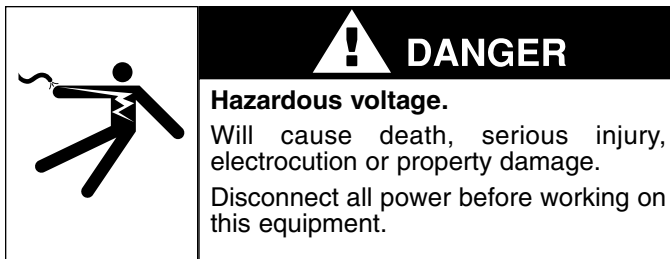 DANGER
Hazardous voltage.
Will cause death, serious injury,
electrocution or property damage.
Disconnect all power before working on
this equipment.